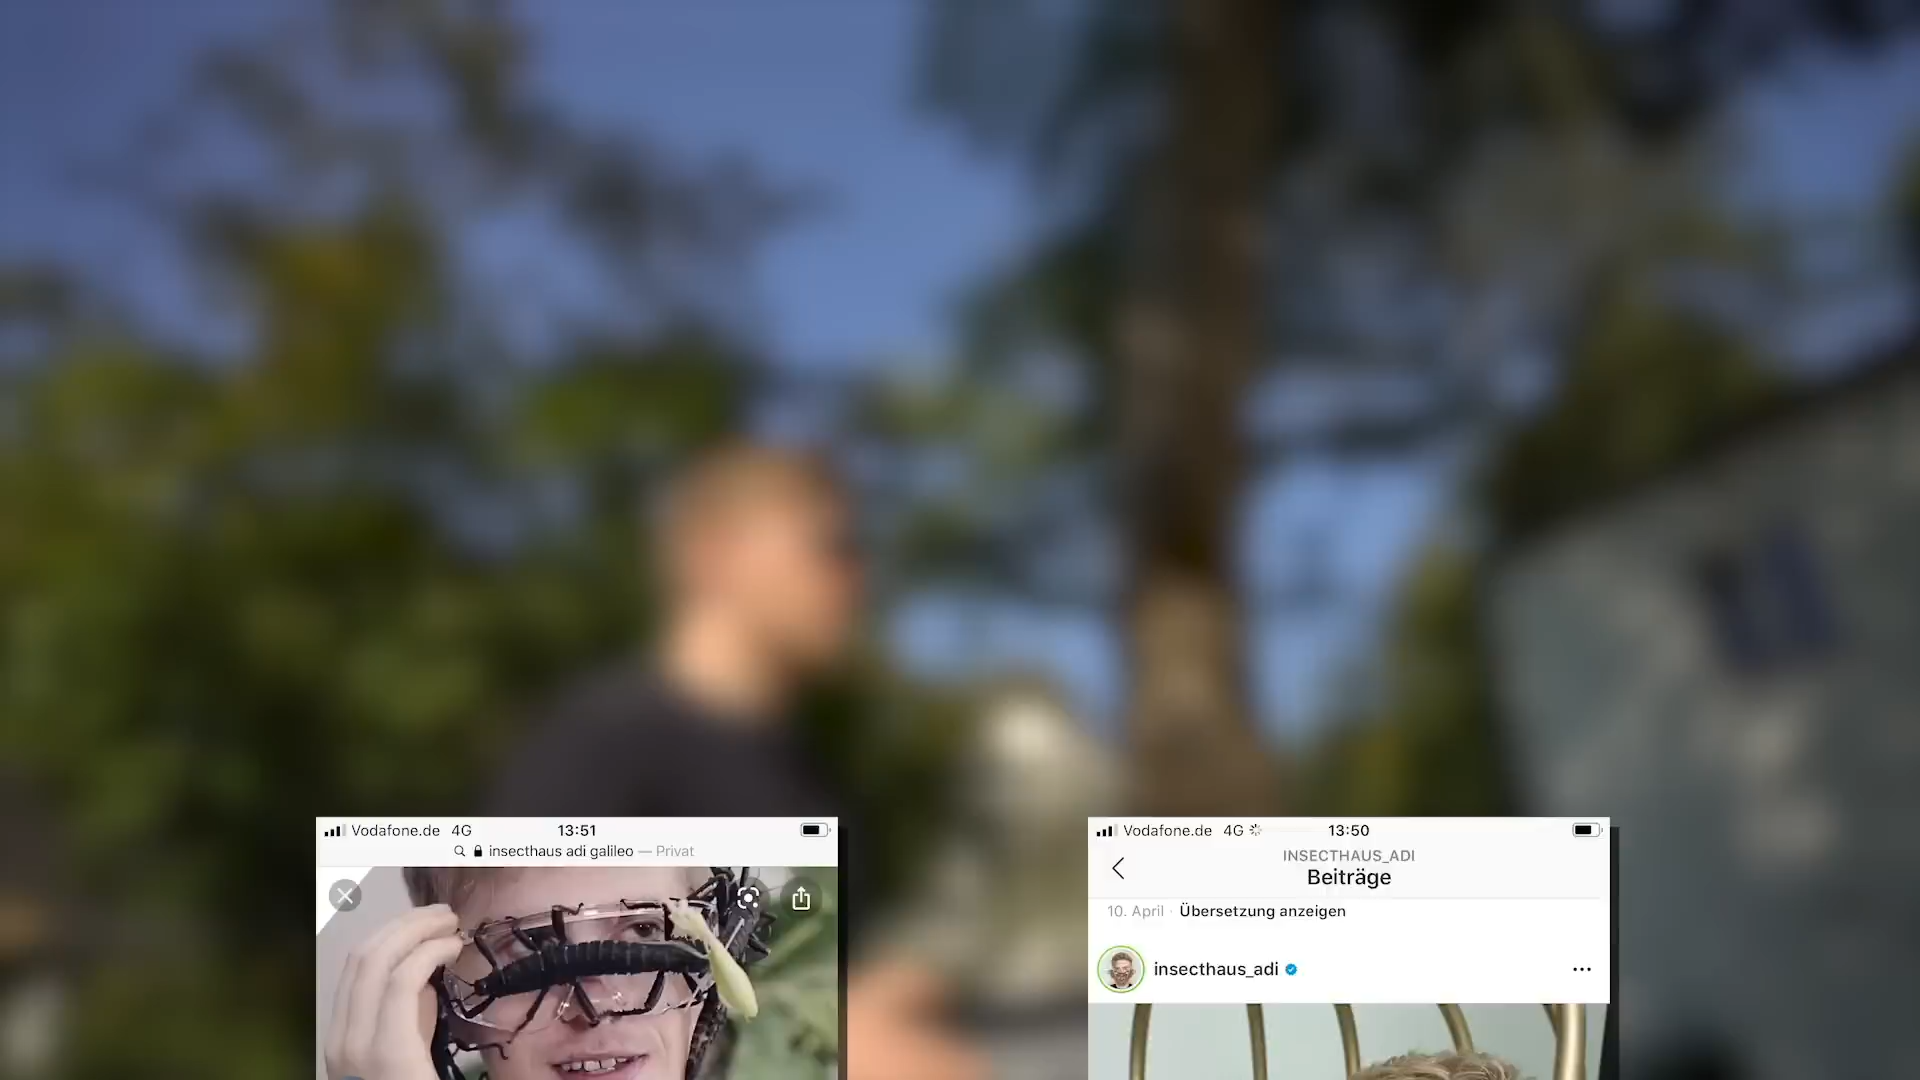 Vodafone.de 4G 13:51
insecthaus adi galileo — Privat
Vodafone.de 4G 13:50
INSECTHAUS_ADI
Beiträge
10. April · Übersetzung anzeigen
insecthaus_adi